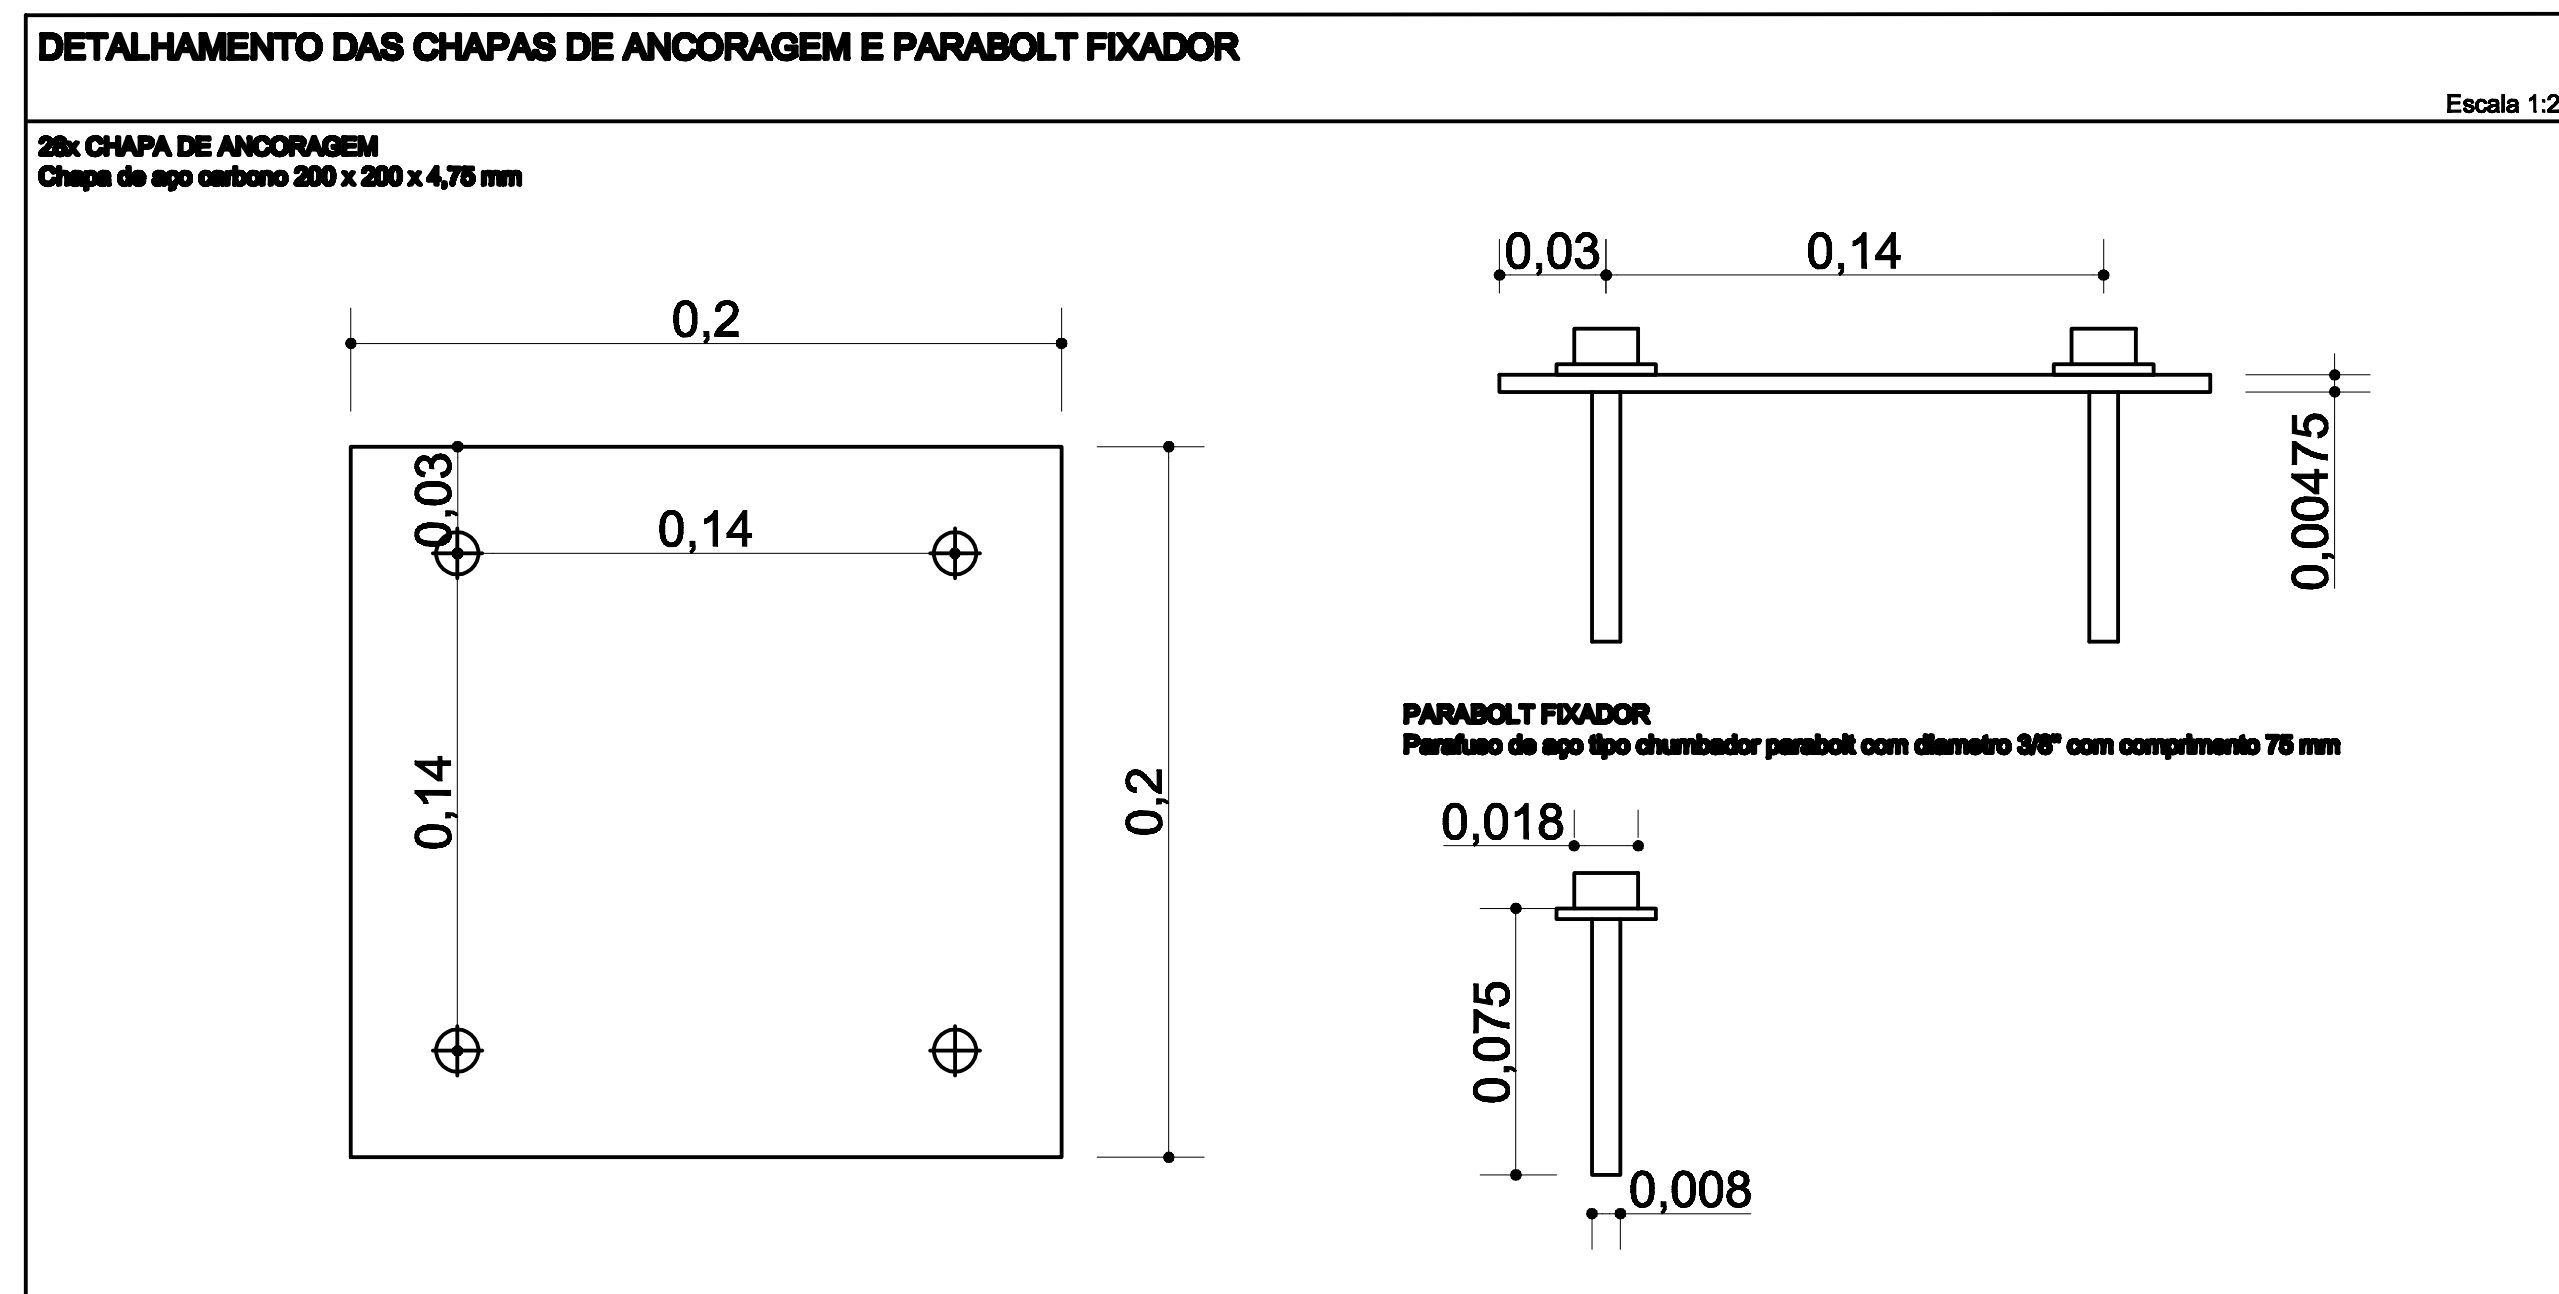 DETALHAMENTO DAS CHAPAS DE ANCORAGEM E PARABOLT FIXADOR
Escala 1:2
CHAPA DE ANCORAGEM
Chapa de aço carbono 200 x 200 x 4,75 mm
0,2
0,03
0,14
0,14
0,2
0,03
0,14
0,00475
PARABOLT FIXADOR
Parafuso de aço tipo chumbador parabolt com diametro 3/8" com comprimento 75 mm
0,018
0,075
0,008